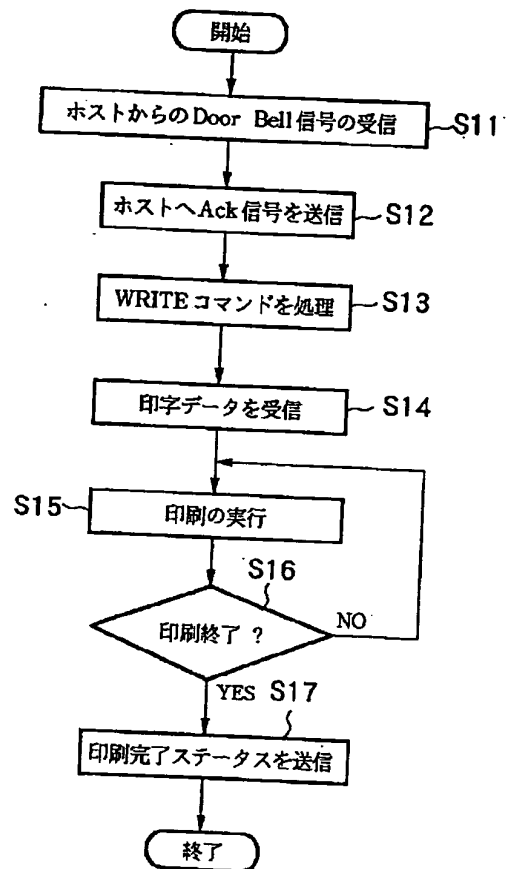 開始
ホストからのDoor Bell信号の受信
S11
ホストへAck信号を送信
S12
WRITEコマンドを処理
S13
印字データを受信
S14
S15
印刷の実行
S16
印刷終了 ?
NO
YES
S17
印刷完了ステータスを送信
終了